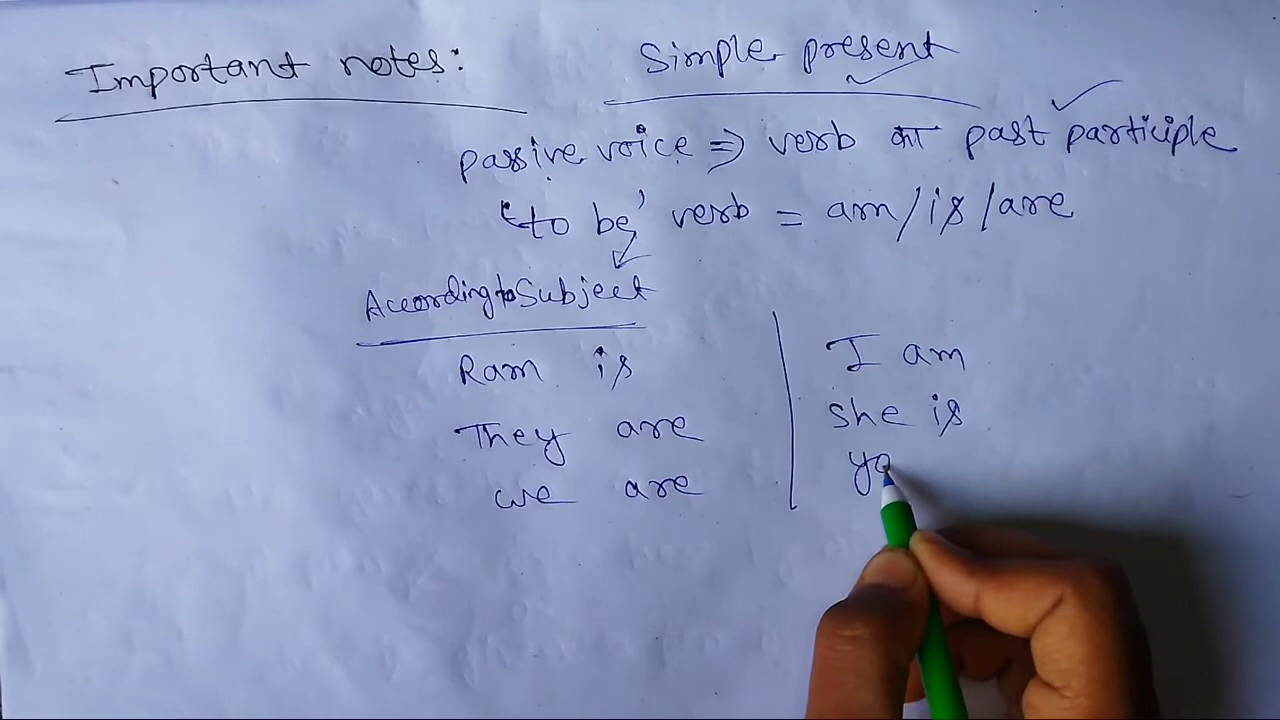 Important notes:
Simple present
passive voice ⇒ verb का past participle
'to be' verb = am/is/are
According to Subject
Ram is
They are
we are
I am
she is
yo